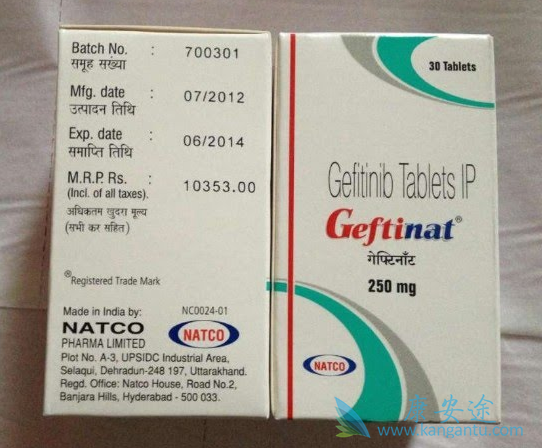 Batch No. : 700301
समूह संख्या
Mfg. date : 07/2012
उत्पादन तिथि
Exp. date : 06/2014
समाप्ति तिथि
M.R.P. Rs. : 10353.00
(Incl. of all taxes).
अधिकतम खुदरा मूल्य
(सभी कर सहित)
®Registered Trade Mark
Made in India by: NC0024-01
NATCO
PHARMA LIMITED
NATCO
Plot No. A-3, UPSIDC Industrial Area,
Selaqui, Dehradun-248 197, Uttarakhand.
Regd. Office: Natco House, Road No.2,
Banjara Hills, Hyderabad - 500 033.
30 Tablets
Gefitinib Tablets IP
Geftinat®
गेफ्टिनॉट
250 mg
NATCO
康安途
www.kangantu.com